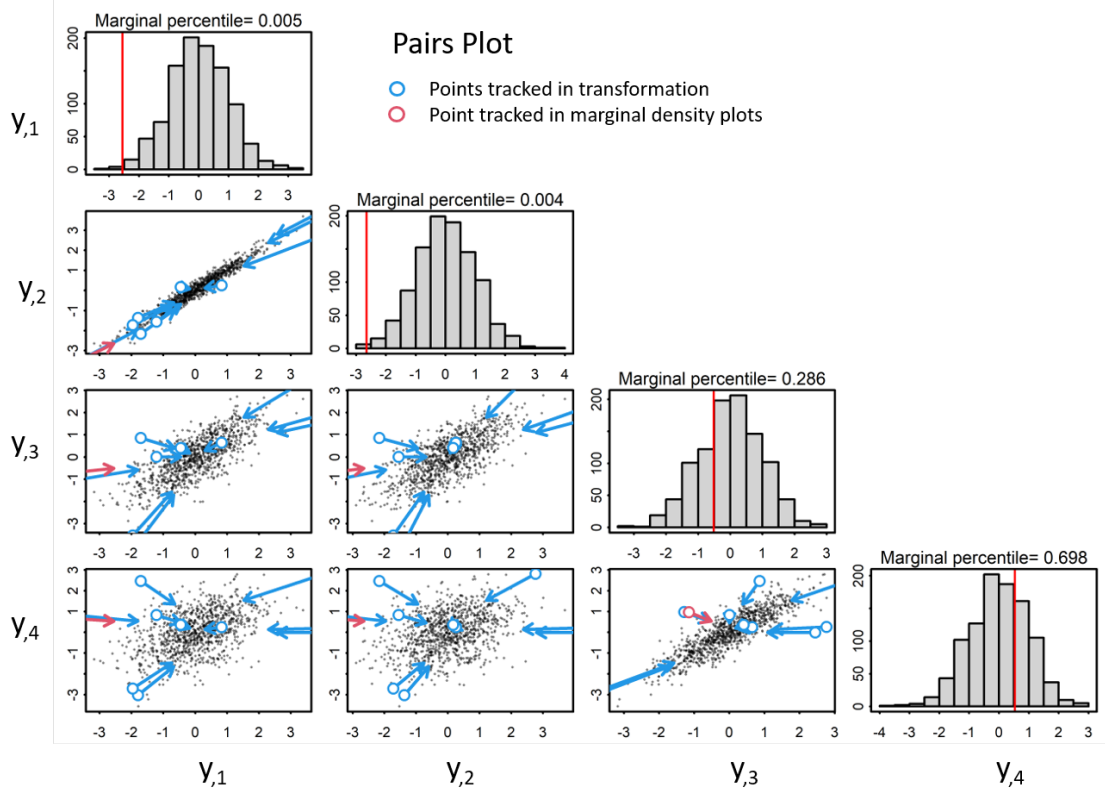 Marginal percentile= 0.005
Pairs Plot
Points tracked in transformation
Point tracked in marginal density plots
y,1
200
100
50
0
-3 -2 -1 0 1 2 3
Marginal percentile= 0.004
y,2
3
2
1
-1
-3
-3 -2 -1 0 1 2 3
200
100
50
0
-3 -2 -1 0 1 2 3 4
Marginal percentile= 0.286
y,3
3
2
1
0
-1
-3
-3 -2 -1 0 1 2 3
3
2
1
0
-1
-3
-3 -2 -1 0 1 2 3
200
100
50
0
-3 -2 -1 0 1 2 3
Marginal percentile= 0.698
y,4
3
1
0
-1
-3
-3 -2 -1 0 1 2 3
3
1
0
-1
-3
-3 -2 -1 0 1 2 3
3
1
0
-1
-3
-3 -2 -1 0 1 2 3
200
100
50
0
-4 -3 -2 -1 0 1 2 3
y,1 y,2 y,3 y,4